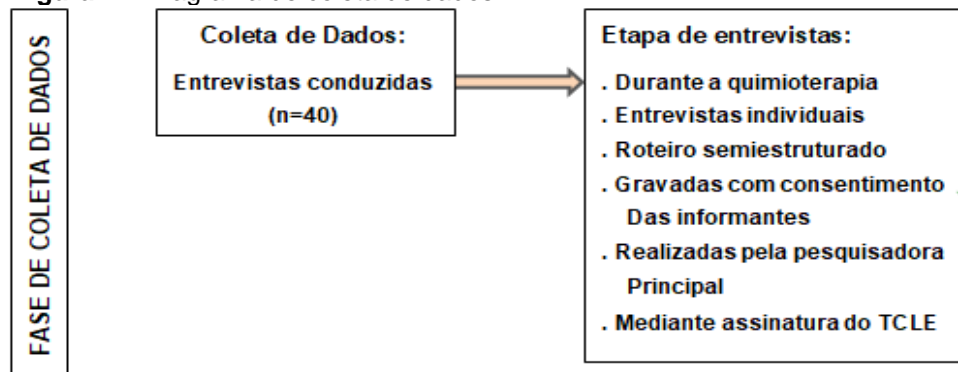 FASE DE COLETA DE DADOS
Coleta de Dados:
Entrevistas conduzidas
(n=40)
Etapa de entrevistas:
. Durante a quimioterapia
. Entrevistas individuais
. Roteiro semiestruturado
. Gravadas com consentimento
Das informantes
. Realizadas pela pesquisadora
Principal
. Mediante assinatura do TCLE